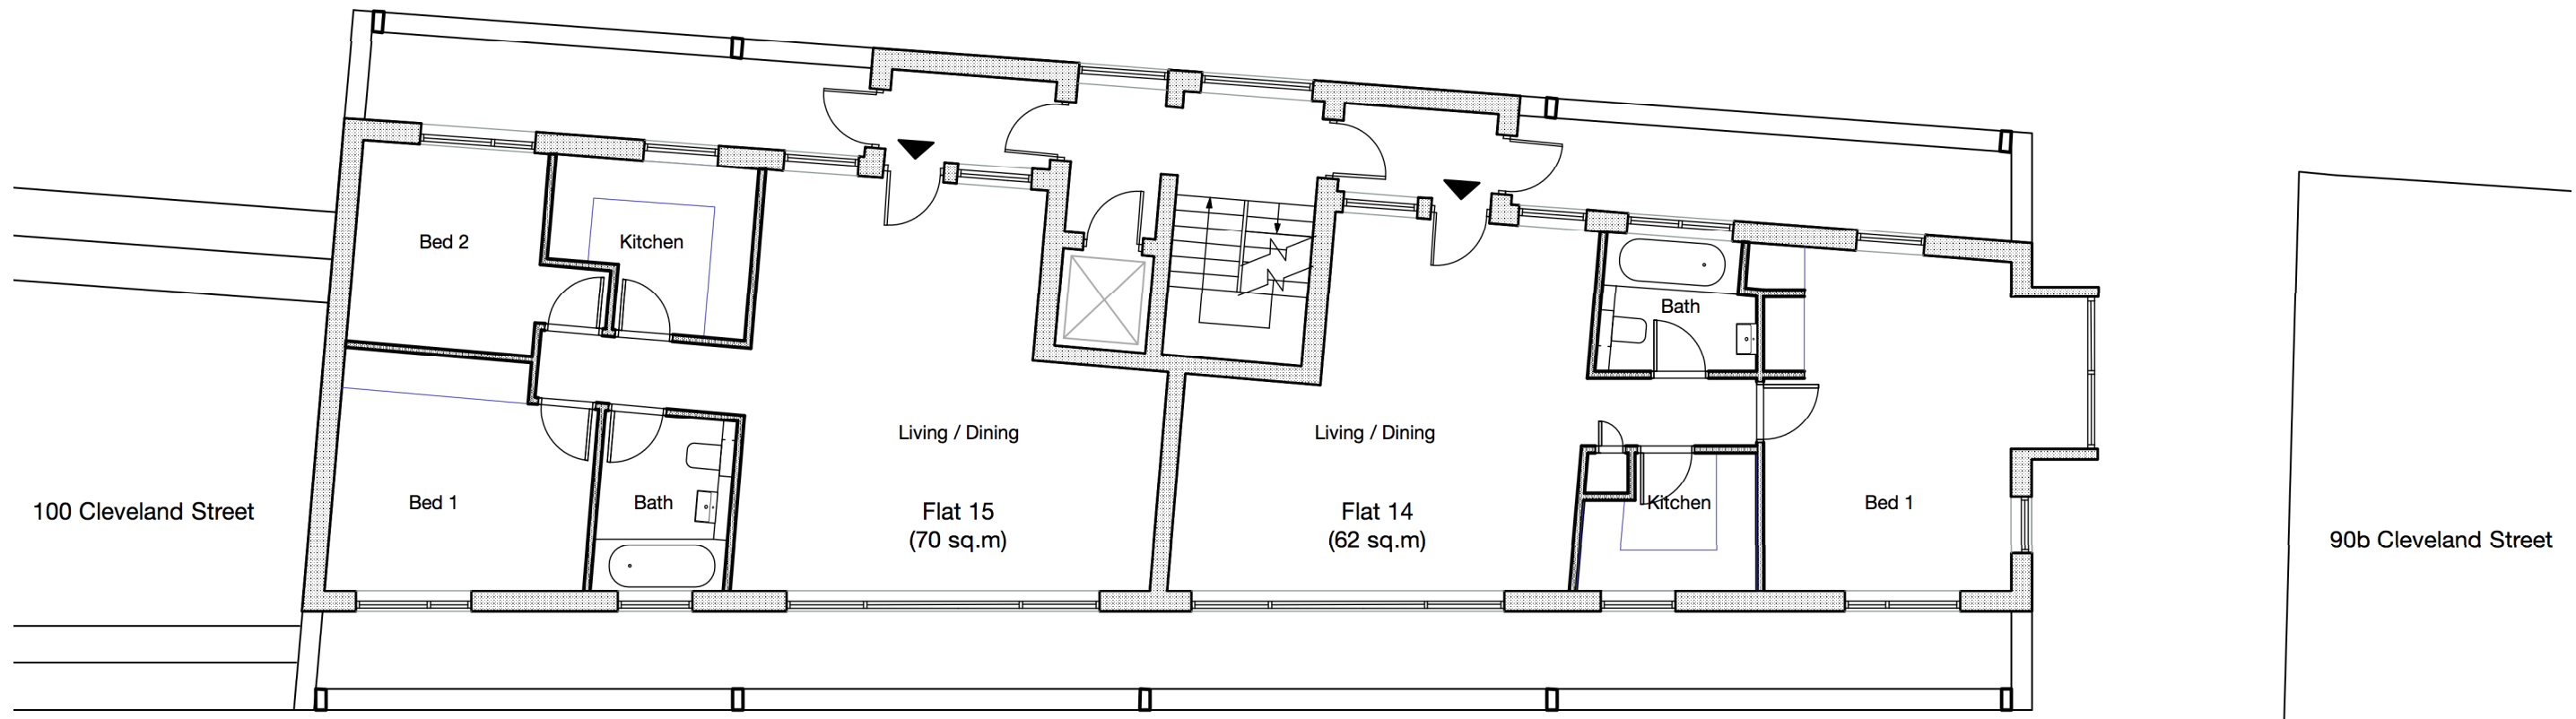 Bed 2
Kitchen
Bath
Living / Dining
Living / Dining
100 Cleveland Street
Bed 1
Bath
Flat 15
(70 sq.m)
Flat 14
(62 sq.m)
Kitchen
Bed 1
90b Cleveland Street